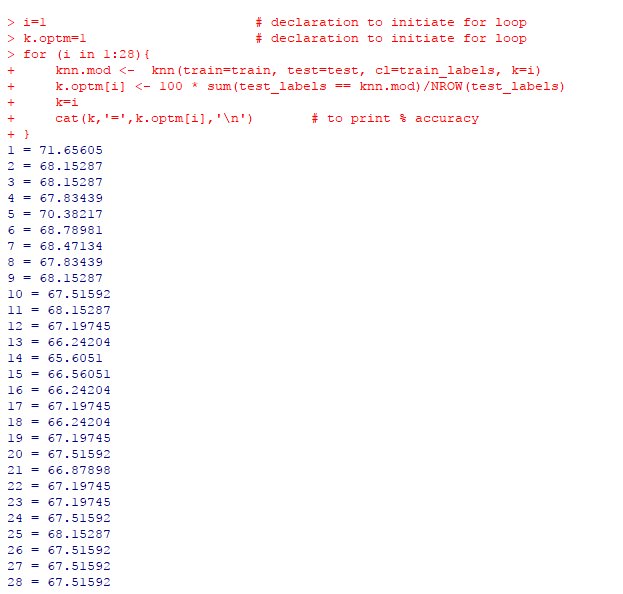 > i=1                          # declaration to initiate for loop
> k.optm=1                     # declaration to initiate for loop
> for (i in 1:28){
+     knn.mod <-  knn(train=train, test=test, cl=train_labels, k=i)
+     k.optm[i] <- 100 * sum(test_labels == knn.mod)/NROW(test_labels)
+     k=i
+     cat(k,'=',k.optm[i],'\n')       # to print % accuracy
+ }
1 = 71.65605
2 = 68.15287
3 = 68.15287
4 = 67.83439
5 = 70.38217
6 = 68.78981
7 = 68.47134
8 = 67.83439
9 = 68.15287
10 = 67.51592
11 = 68.15287
12 = 67.19745
13 = 66.24204
14 = 65.6051
15 = 66.56051
16 = 66.24204
17 = 67.19745
18 = 66.24204
19 = 67.19745
20 = 67.51592
21 = 66.87898
22 = 67.19745
23 = 67.19745
24 = 67.51592
25 = 68.15287
26 = 67.51592
27 = 67.51592
28 = 67.51592